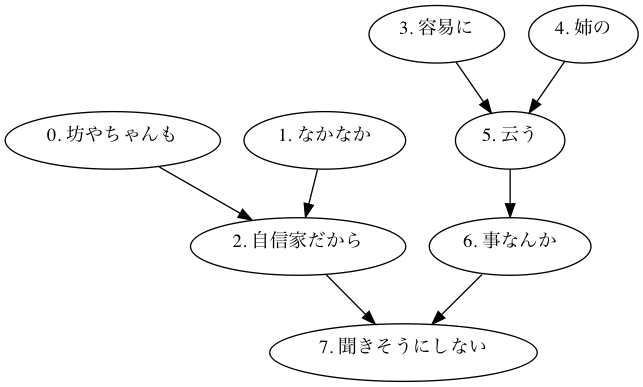 3. 容易に
4. 姉の
0. 坊やちゃんも
1. なかなか
5. 云う
2. 自信家だから
6. 事なんか
7. 聞きそうにしない